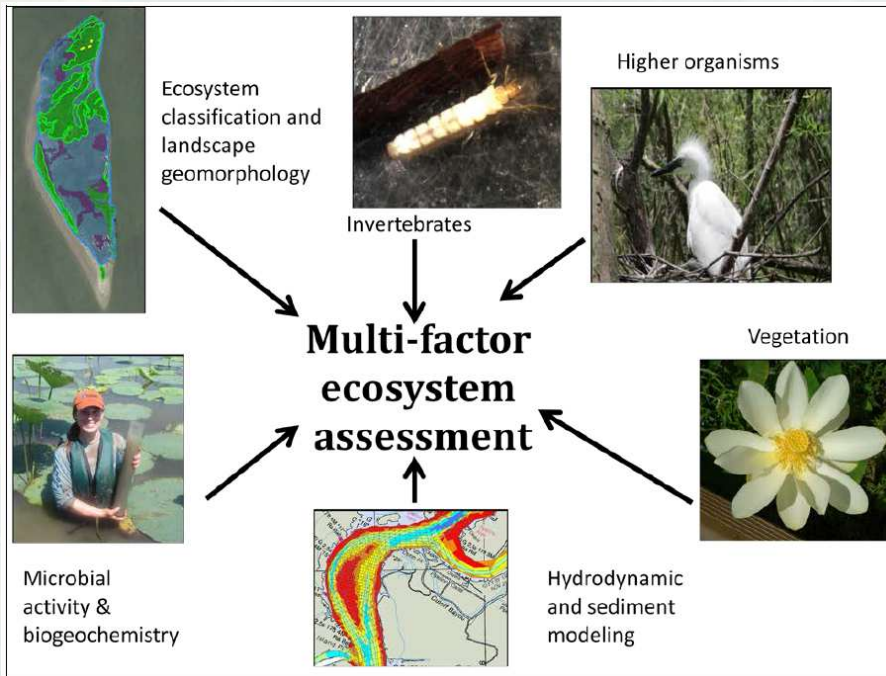 Ecosystem
classification and
landscape
geomorphology
Invertebrates
Higher organisms
Multi-factor
ecosystem
assessment
Vegetation
Microbial
activity &
biogeochemistry
Hydrodynamic
and sediment
modeling